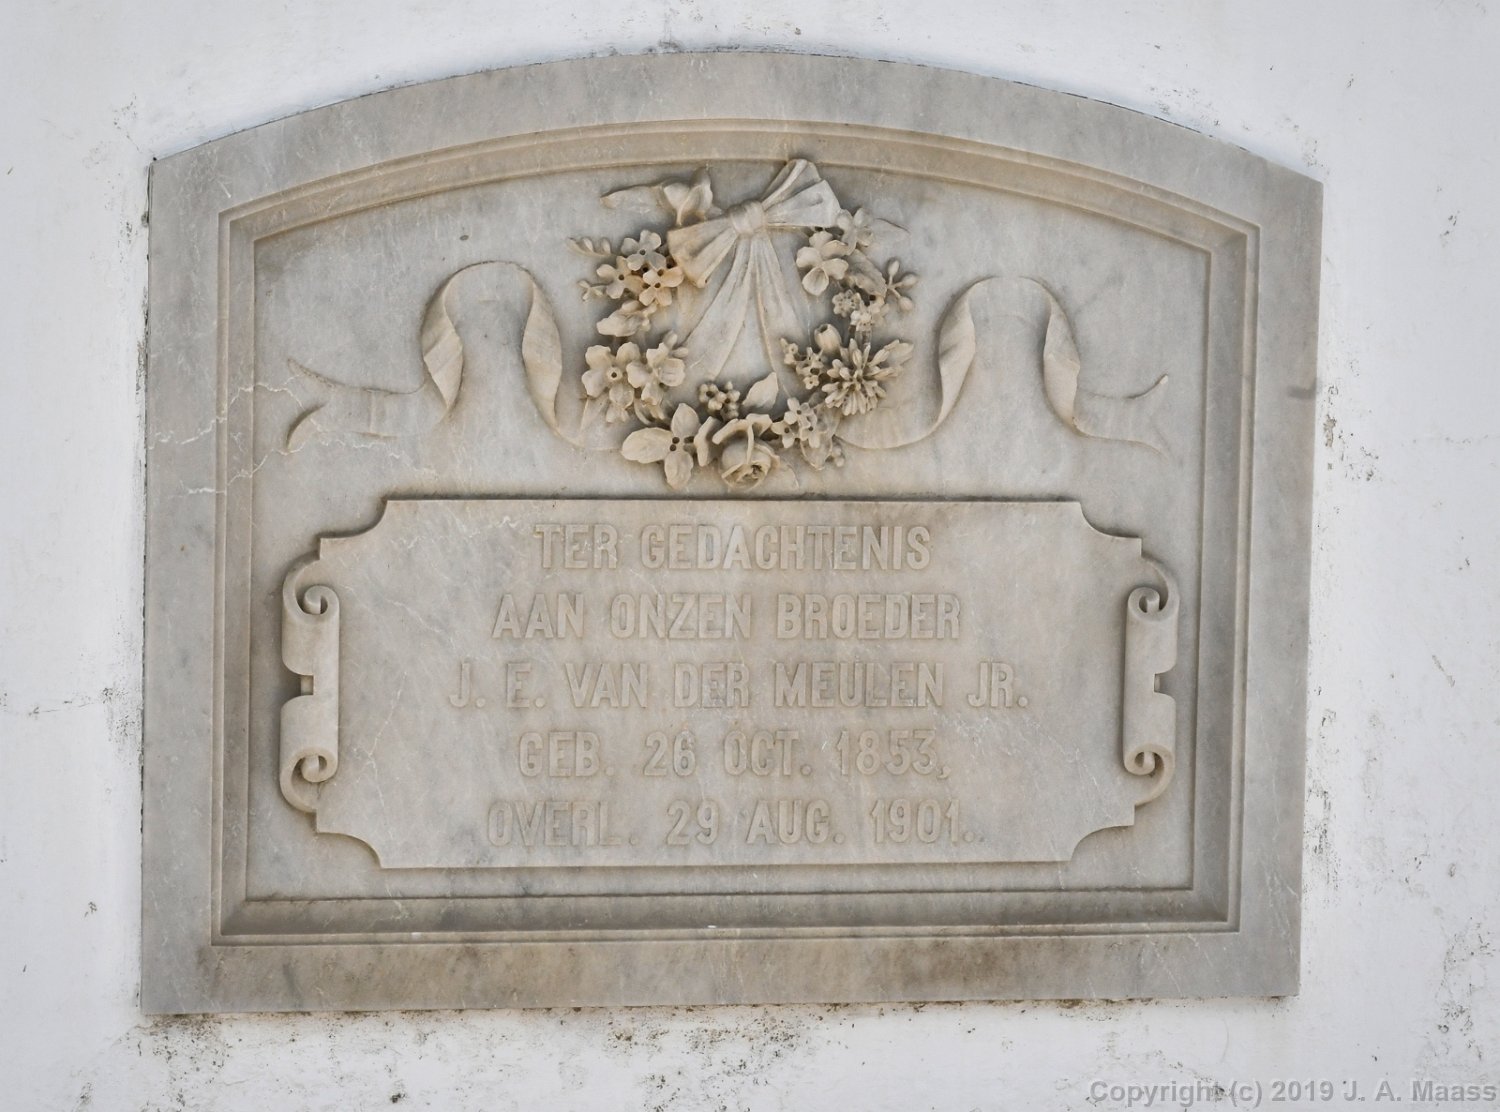 TER GEDACHTENIS
AAN ONZEN BROEDER
J. E. VAN DER MEULEN JR.
GEB. 26 OCT. 1853,
OVERL. 29 AUG. 1901..
Copyright (c) 2019 J. A. Maass